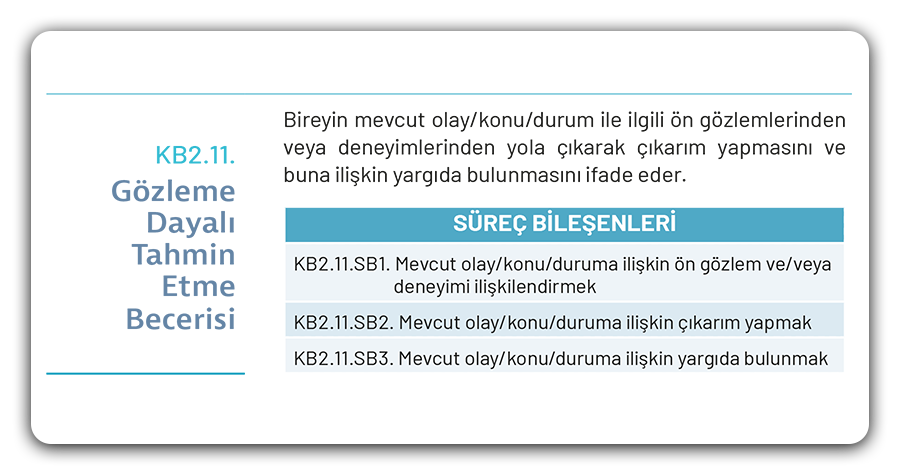 KB2.11.
Gözleme
Dayalı
Tahmin
Etme
Becerisi
Bireyin mevcut olay/konu/durum ile ilgili ön gözlemlerinden
veya deneyimlerinden yola çıkarak çıkarım yapmasını ve
buna ilişkin yargıda bulunmasını ifade eder.
SÜREÇ BİLEŞENLERİ
KB2.11.SB1. Mevcut olay/konu/duruma ilişkin ön gözlem ve/veya
deneyimi ilişkilendirmek
KB2.11.SB2. Mevcut olay/konu/duruma ilişkin çıkarım yapmak
KB2.11.SB3. Mevcut olay/konu/duruma ilişkin yargıda bulunmak